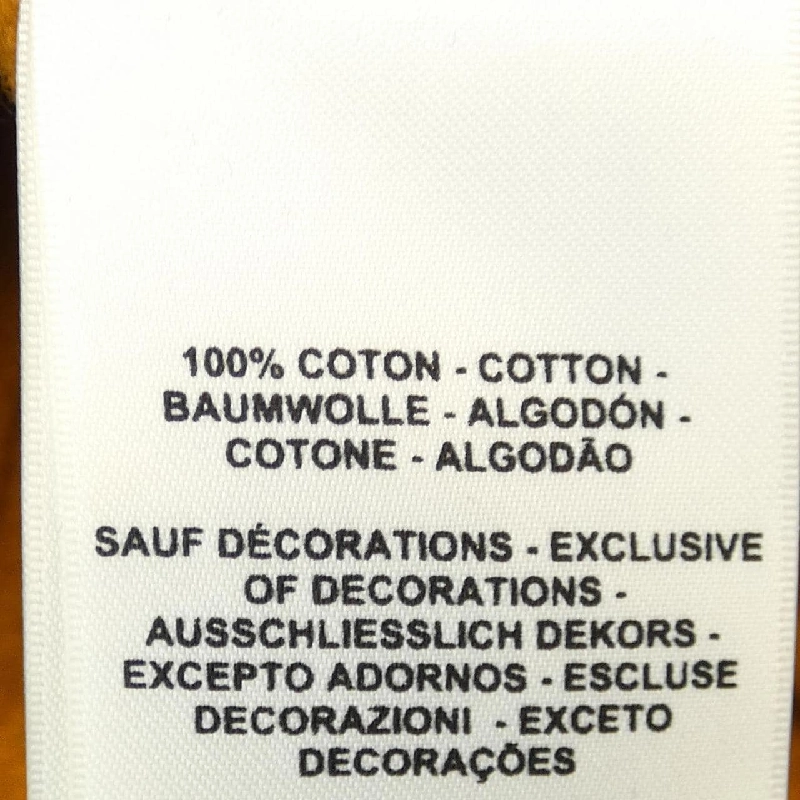 100% COTON - COTTON -
BAUMWOLLE - ALGODÓN -
COTONE - ALGODÃO
SAUF DÉCORATIONS - EXCLUSIVE
OF DECORATIONS -
AUSSCHLIESSLICH DEKORS -
EXCEPTO ADORNOS - ESCLUSE
DECORAZIONI - EXCETO
DECORAÇÕES